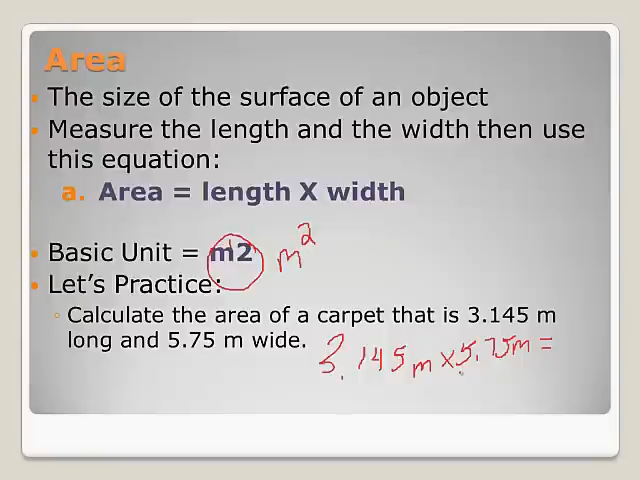 Area
The size of the surface of an object
Measure the length and the width then use
this equation:
a. Area = length X width
Basic Unit = m2 m²
Let's Practice:
Calculate the area of a carpet that is 3.145 m
long and 5.75 m wide.
3.145m x 5.75m =